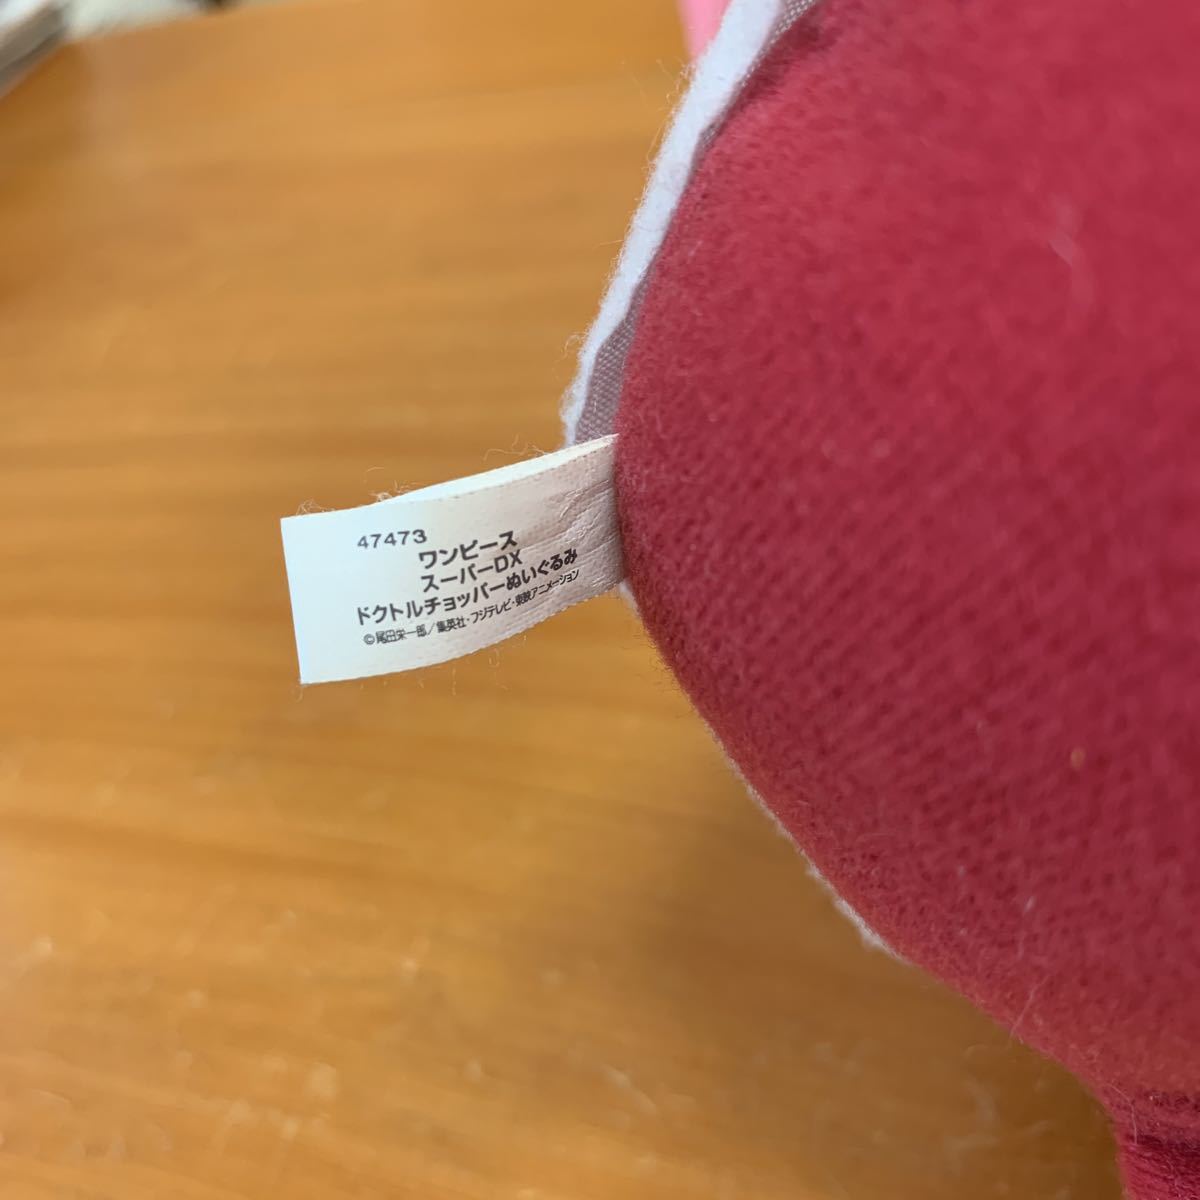 47473
ワンピース
スーパーDX
ドクトルチョッパーぬいぐるみ
©尾田栄一郎/集英社・フジテレビ・東映アニメーション